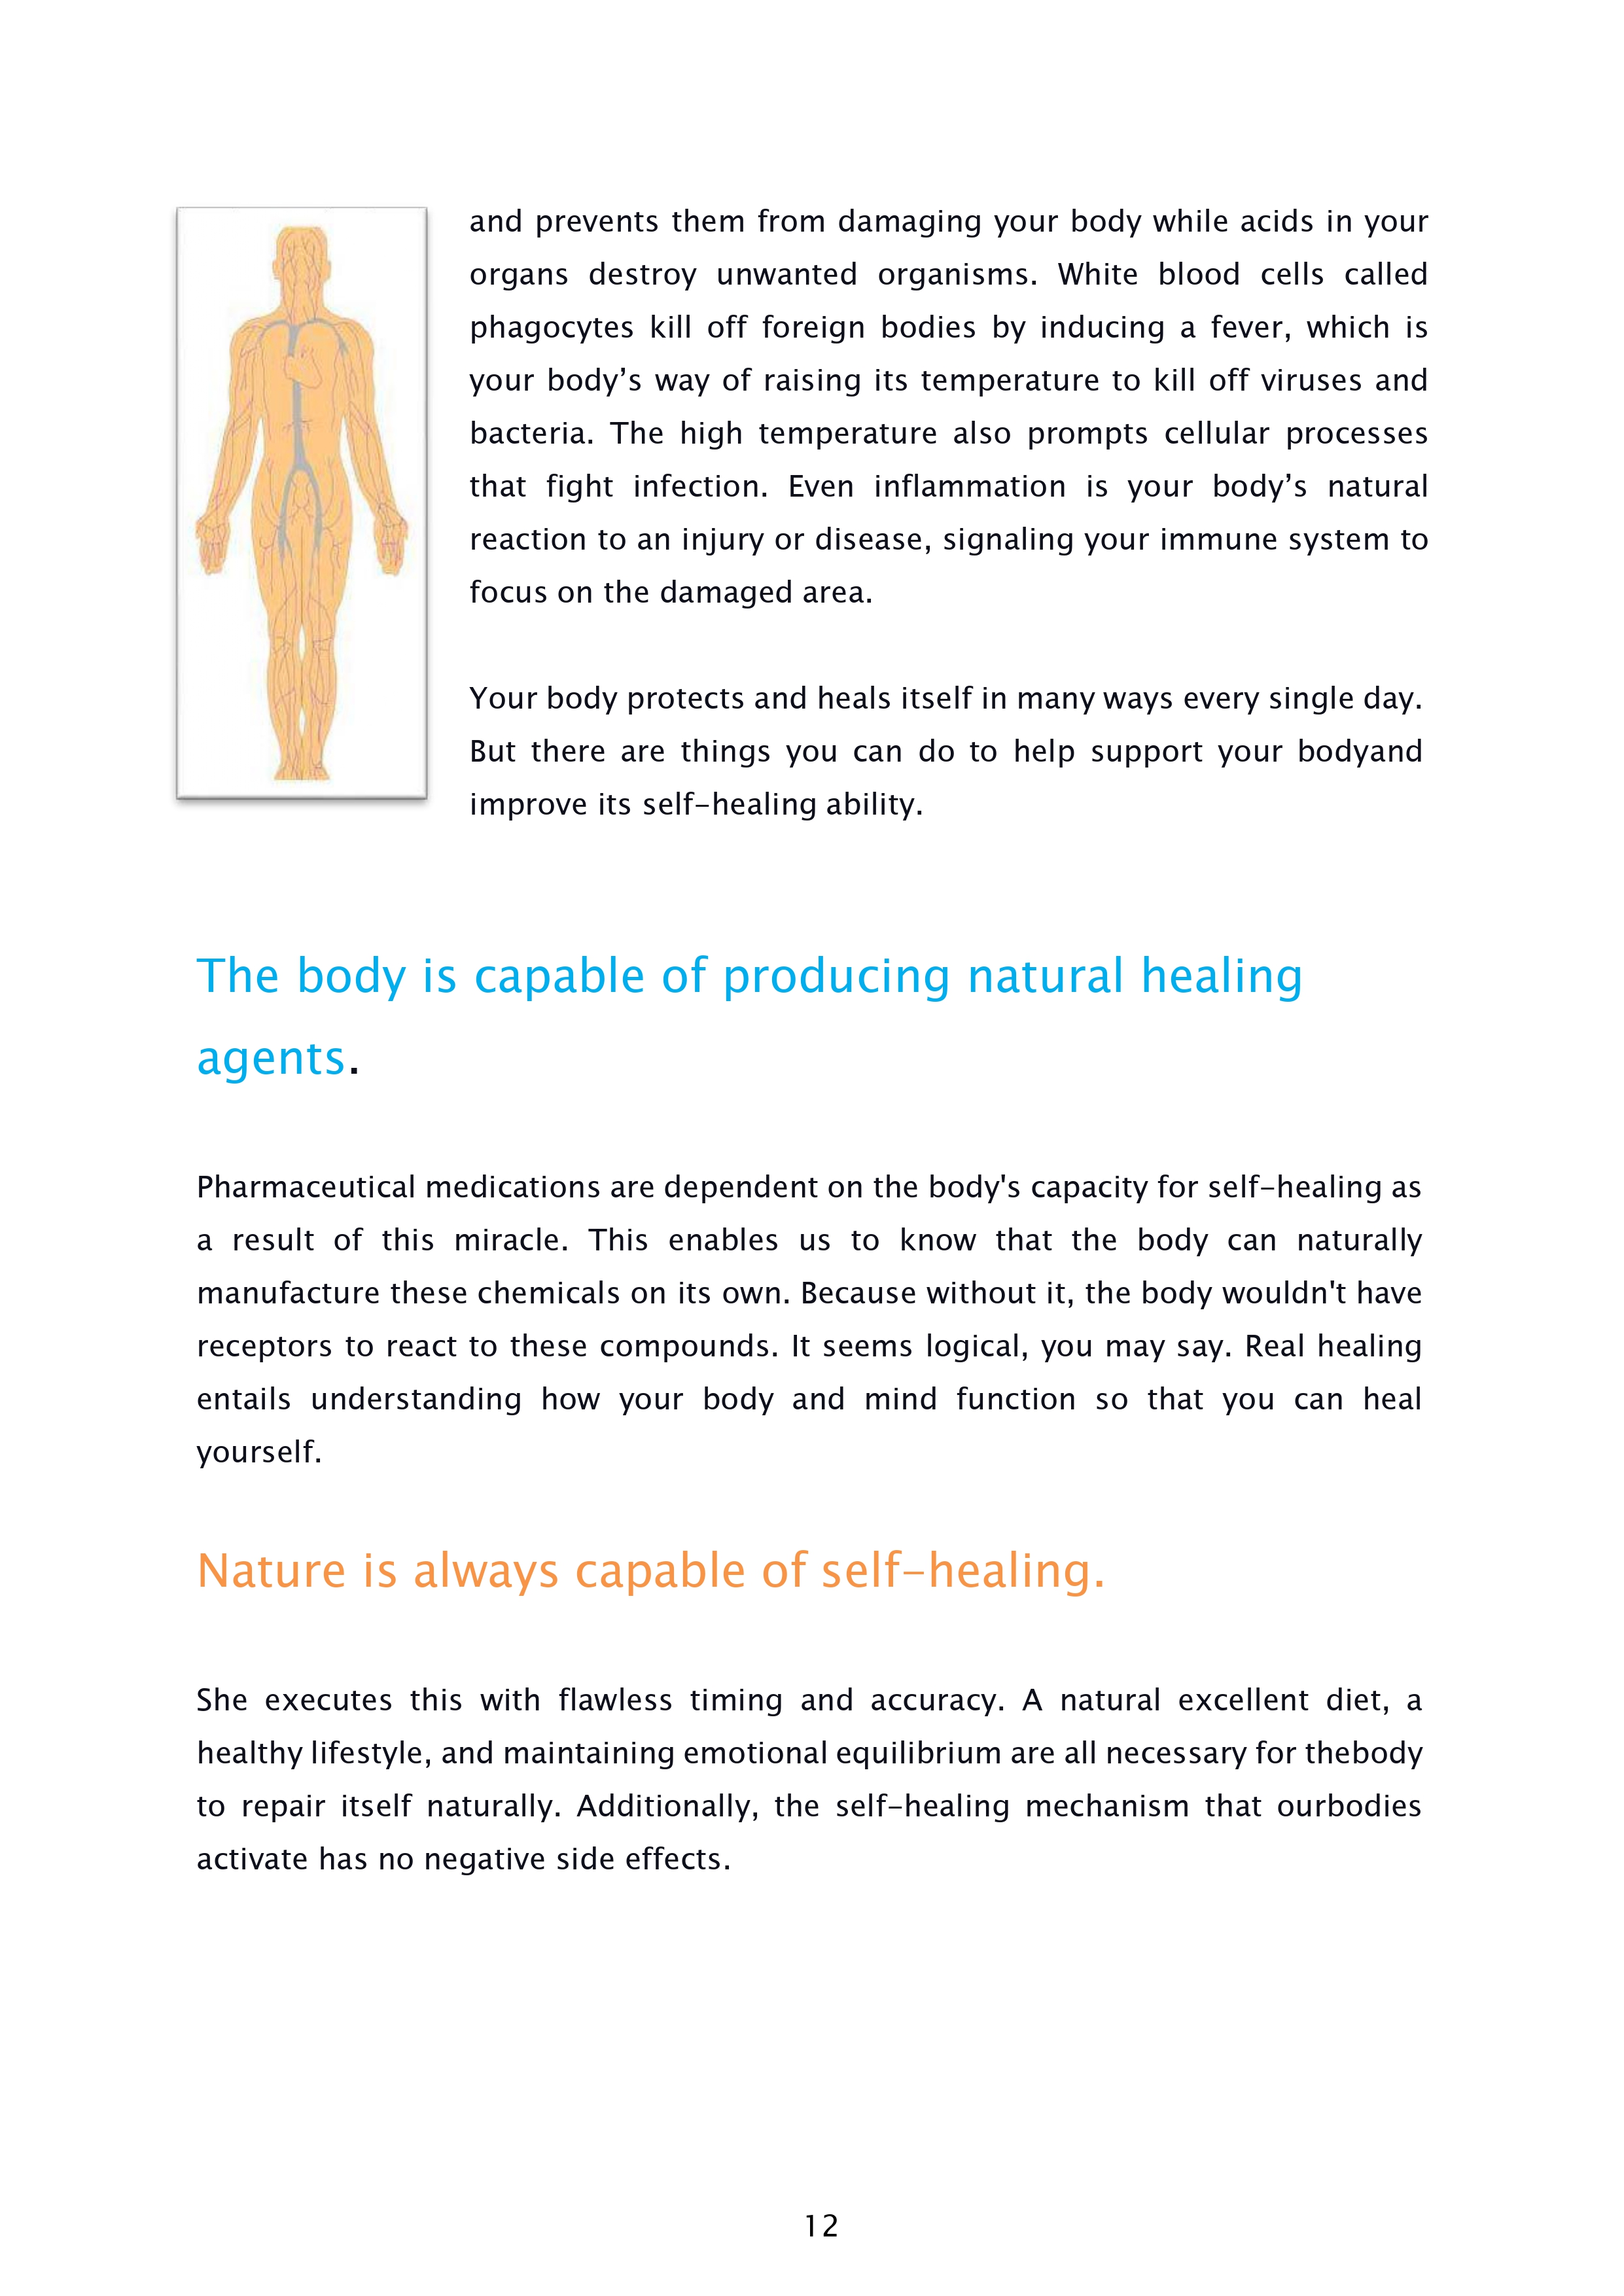 and prevents them from damaging your body while acids in your
organs destroy unwanted organisms. White blood cells called
phagocytes kill off foreign bodies by inducing a fever, which is
your body’s way of raising its temperature to kill off viruses and
bacteria. The high temperature also prompts cellular processes
that fight infection. Even inflammation is your body’s natural
reaction to an injury or disease, signaling your immune system to
focus on the damaged area.
Your body protects and heals itself in many ways every single day.
But there are things you can do to help support your bodyand
improve its self-healing ability.
The body is capable of producing natural healing
agents.
Pharmaceutical medications are dependent on the body's capacity for self-healing as
a result of this miracle. This enables us to know that the body can naturally
manufacture these chemicals on its own. Because without it, the body wouldn't have
receptors to react to these compounds. It seems logical, you may say. Real healing
entails understanding how your body and mind function so that you can heal
yourself.
Nature is always capable of self-healing.
She executes this with flawless timing and accuracy. A natural excellent diet, a
healthy lifestyle, and maintaining emotional equilibrium are all necessary for thebody
to repair itself naturally. Additionally, the self-healing mechanism that ourbodies
activate has no negative side effects.
12